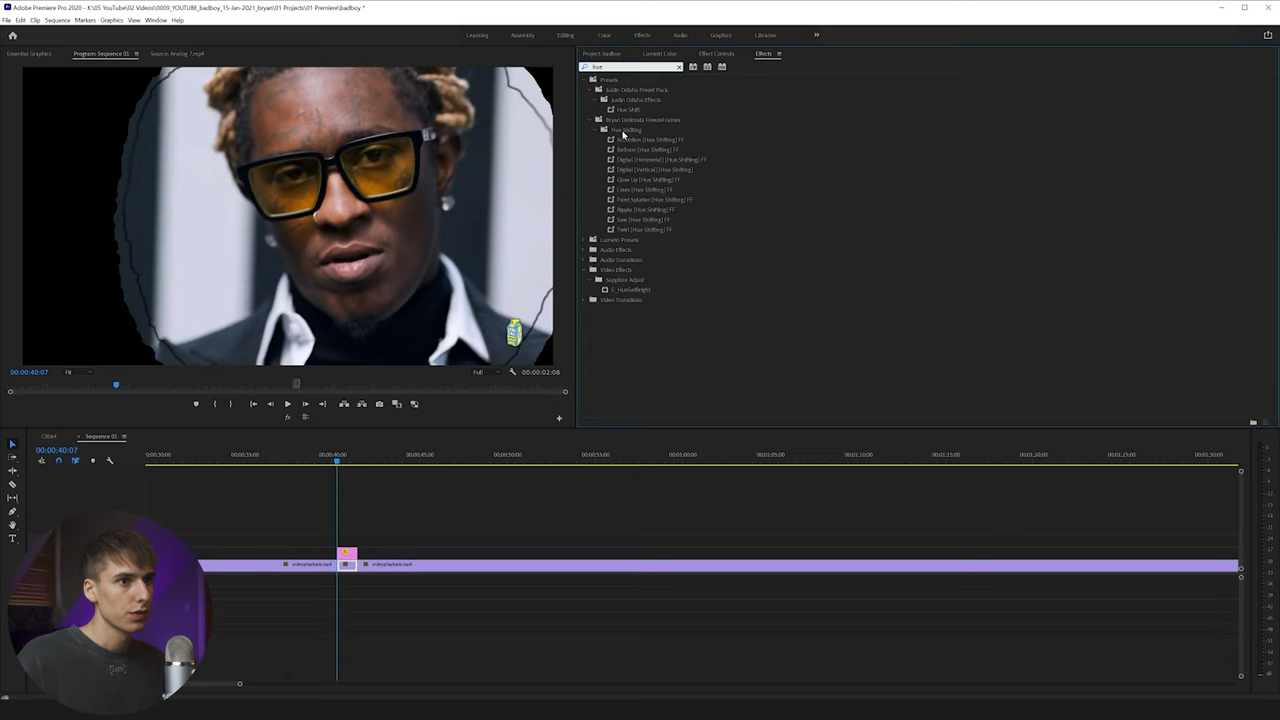 Adobe Premiere Pro 2020 - K:\05 YouTube\02 Videos\0009_YOUTUBE_badboy_15-Jan-2021_bryan\01 Projects\01 Premiere\badboy *
File Edit Clip Sequence Markers Graphics View Window Help
Learning Assembly Editing Color Effects Audio Graphics Libraries
Essential Graphics Program: Sequence 01 Source: Analog 7.mp4
Project: badboy Lumetri Color Effect Controls Effects
hue
Presets
Justin Odisho Preset Pack
Justin Odisho Effects
Hue Shift
Bryan Delimata FreezeFrames
Hue Shifting
Accordion [Hue Shifting] FF
Balloon [Hue Shifting] FF
Digital [Horizontal] [Hue Shifting] FF
Digital [Vertical] [Hue Shifting]
Glow Up [Hue Shifting] FF
Lines [Hue Shifting] FF
Paint Splatter [Hue Shifting] FF
Ripple [Hue Shifting] FF
Saw [Hue Shifting] FF
Twirl [Hue Shifting] FF
Lumetri Presets
Audio Effects
Audio Transitions
Video Effects
Sapphire Adjust
S_HueSatBright
Video Transitions
00:00:40:07 Fit Full 00:00:02:08
C0064 Sequence 01
00:00:40:07
00:00:40:00 00:00:45:00 00:00:50:00 00:00:55:00 00:01:00:00 00:01:05:00 00:01:10:00 00:01:15:00 00:01:20:00 00:01:25:00 00:01:30:00
videoplayback.mp4 videoplayback.mp4